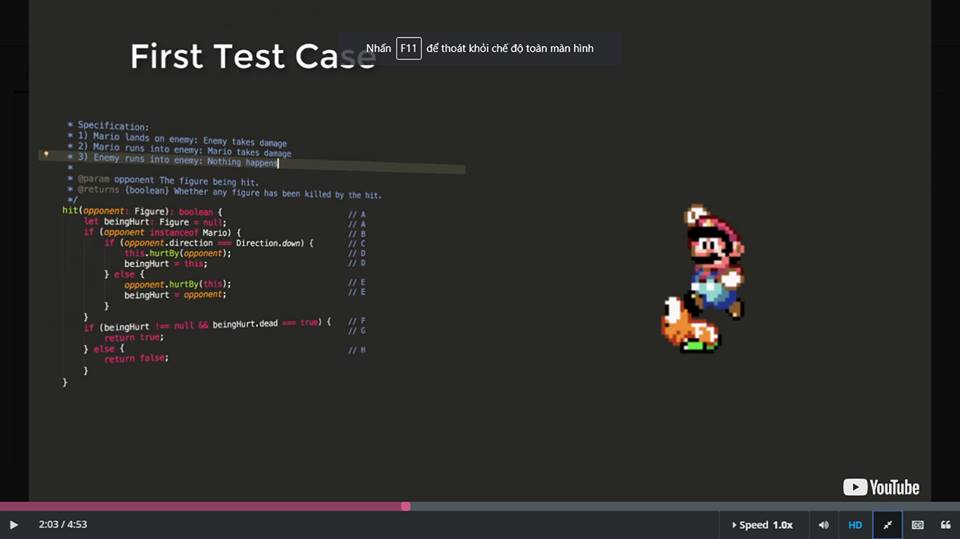 First Test Case
Nhấn F11 để thoát khỏi chế độ toàn màn hình
* Specification:
* 1) Mario lands on enemy: Enemy takes damage
* 2) Mario runs into enemy: Mario takes damage
* 3) Enemy runs into enemy: Nothing happens
*
* @param opponent The figure being hit.
* @returns {boolean} Whether any figure has been killed by the hit.
*/
hit(opponent: Figure): boolean { // A
let beingHurt: Figure = null; // A
if (opponent instanceof Mario) { // B
if (opponent.direction === Direction.down) { // C
this.hurtBy(opponent); // D
beingHurt = this; // D
} else {
opponent.hurtBy(this); // E
beingHurt = opponent; // E
}
}
if (beingHurt !== null && beingHurt.dead === true) { // F
return true; // G
} else {
return false; // H
}
}
YouTube
2:03 / 4:53
Speed 1.0x
HD